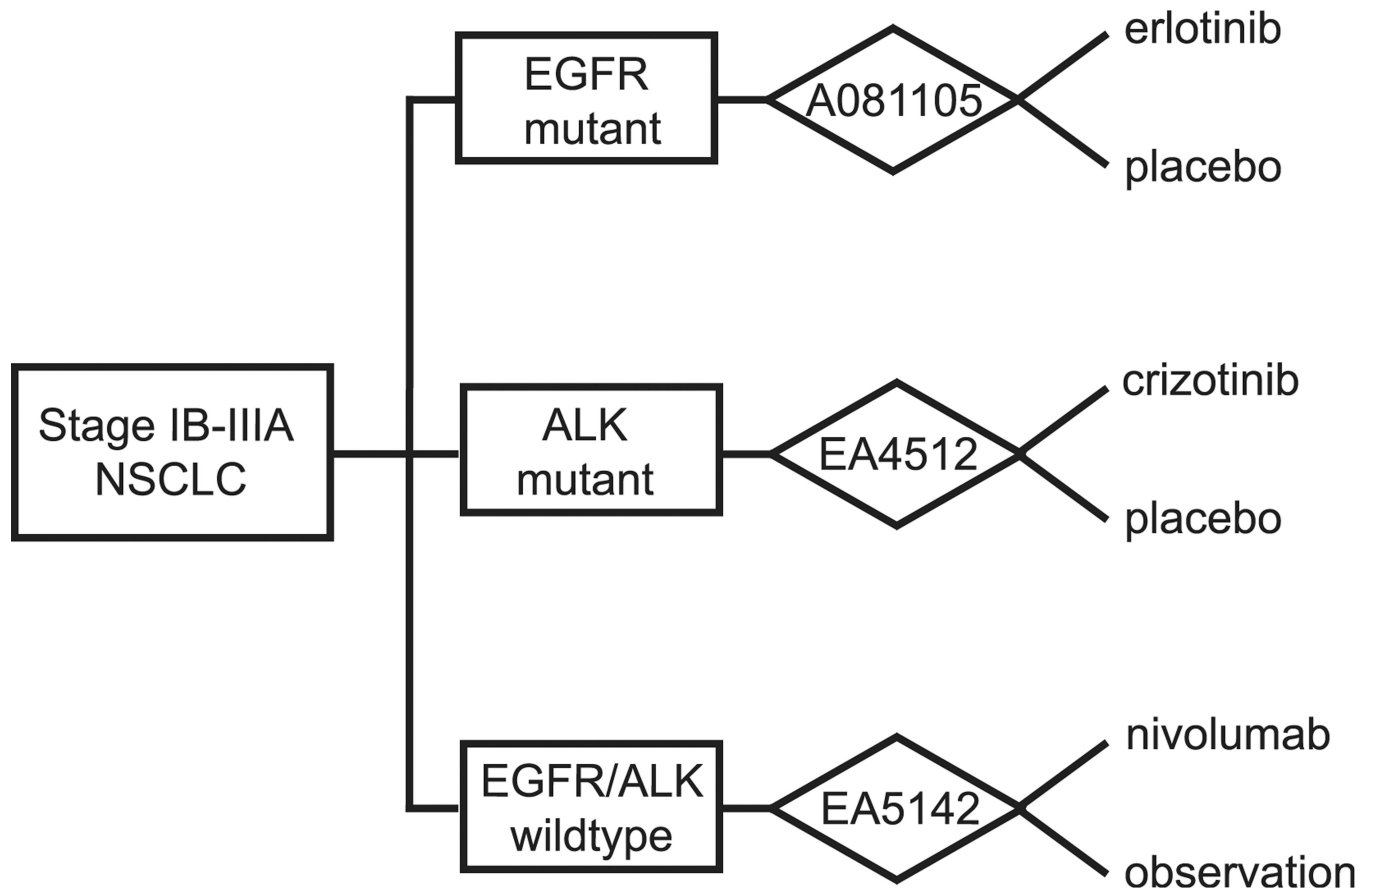 Stage IB-IIIA
NSCLC
EGFR
mutant
A081105
erlotinib
placebo
ALK
mutant
EA4512
crizotinib
placebo
EGFR/ALK
wildtype
EA5142
nivolumab
observation